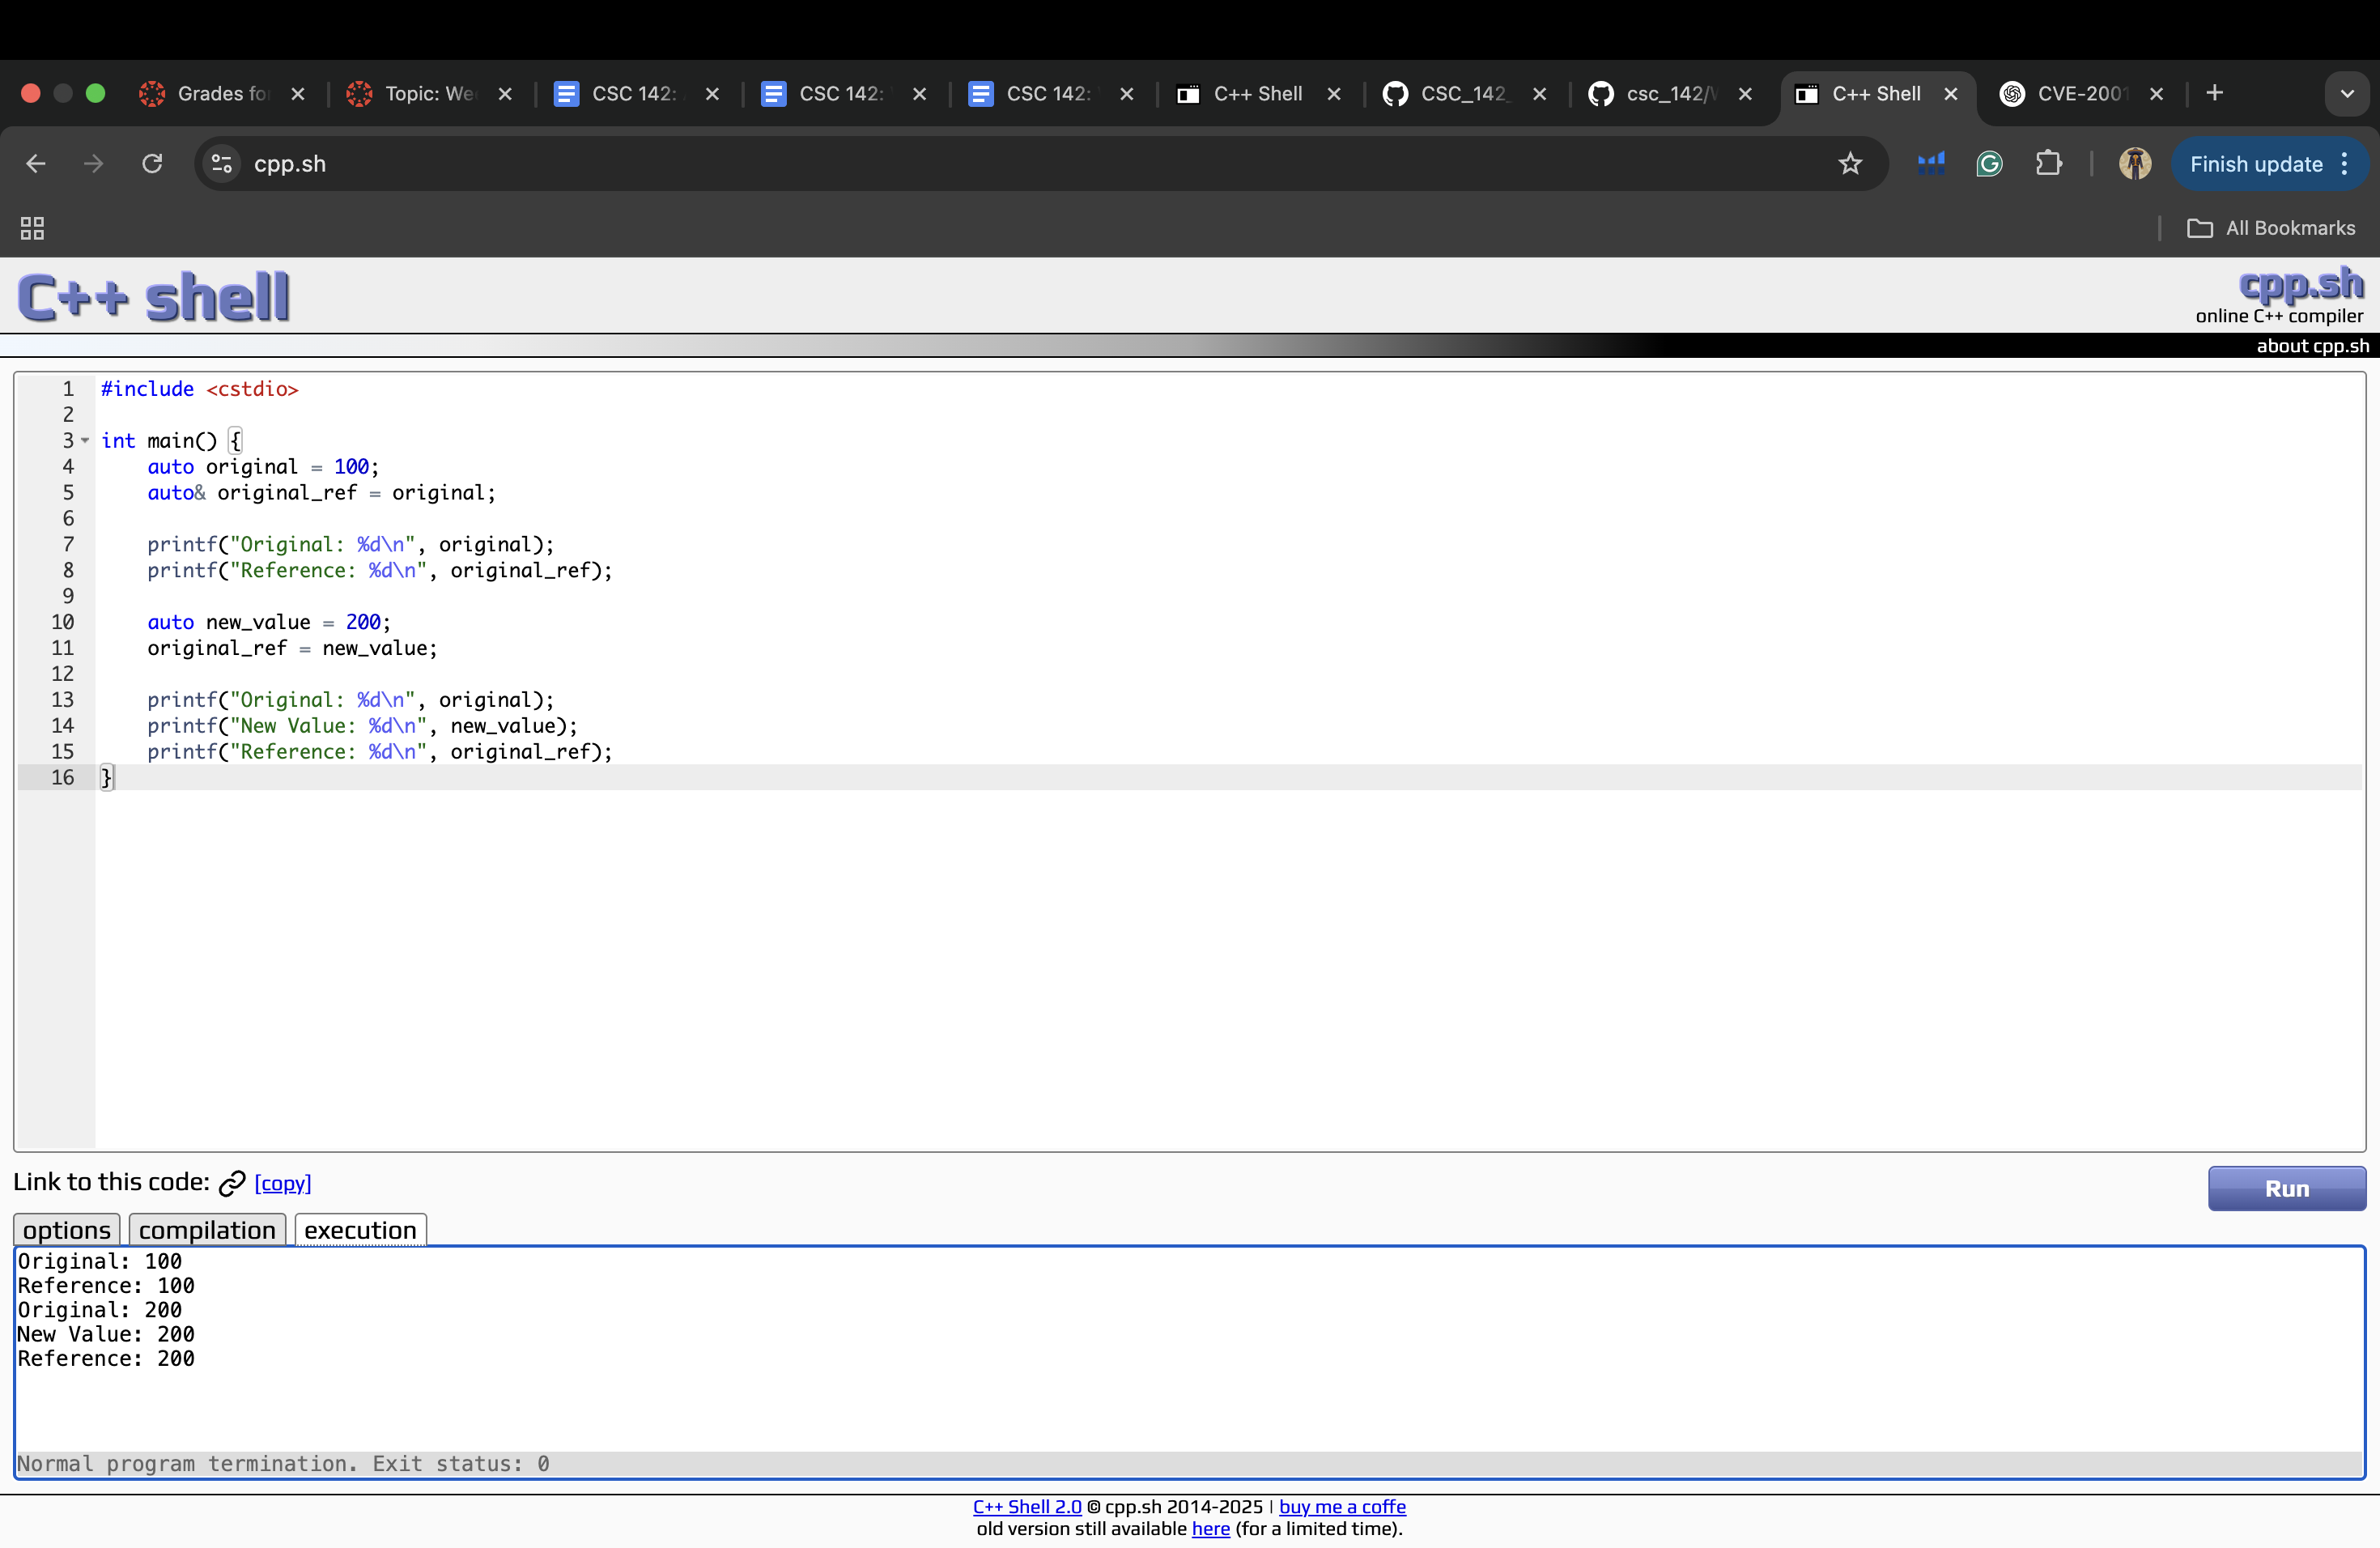 Grades for
Topic: We
CSC 142:
CSC 142:
CSC 142:
C++ Shell
CSC_142_
csc_142/
C++ Shell
CVE-2001
cpp.sh
Finish update
All Bookmarks
C++ shell
cpp.sh
online C++ compiler
about cpp.sh
1 #include <cstdio>
2
3 int main() {
4     auto original = 100;
5     auto& original_ref = original;
6
7     printf("Original: %d\n", original);
8     printf("Reference: %d\n", original_ref);
9
10     auto new_value = 200;
11     original_ref = new_value;
12
13     printf("Original: %d\n", original);
14     printf("New Value: %d\n", new_value);
15     printf("Reference: %d\n", original_ref);
16 }
Link to this code: [copy]
Run
options compilation execution
Original: 100
Reference: 100
Original: 200
New Value: 200
Reference: 200
Normal program termination. Exit status: 0
C++ Shell 2.0 © cpp.sh 2014-2025 | buy me a coffe
old version still available here (for a limited time).